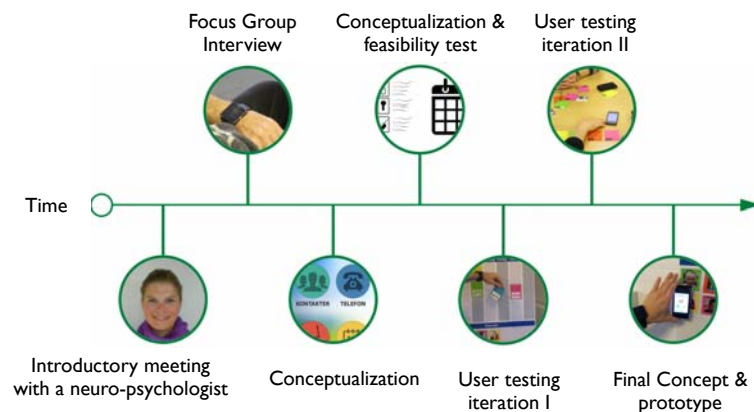 Focus Group
Interview
Conceptualization &
feasibility test
User testing
iteration II
Time
KONTAKTER
TELEFON
Introductory meeting
with a neuro-psychologist
Conceptualization
User testing
iteration I
Final Concept &
prototype